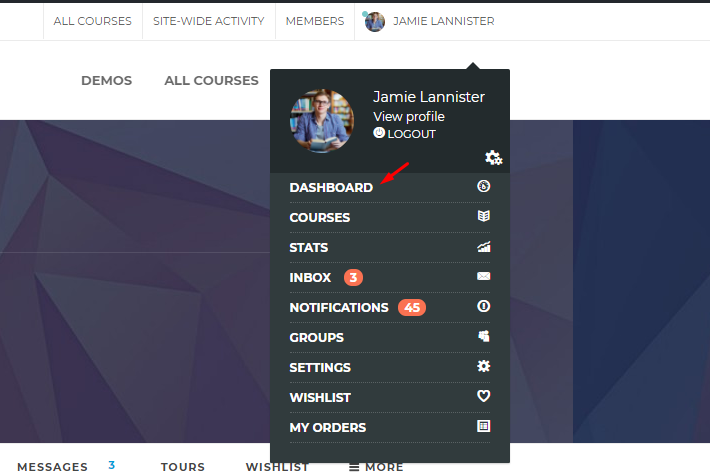 ALL COURSES SITE-WIDE ACTIVITY MEMBERS JAMIE LANNISTER
DEMOS ALL COURSES
Jamie Lannister
View profile
LOGOUT
DASHBOARD
COURSES
STATS
INBOX 3
NOTIFICATIONS 45
GROUPS
SETTINGS
WISHLIST
MY ORDERS
MESSAGES 3 TOURS WISHLIST MORE